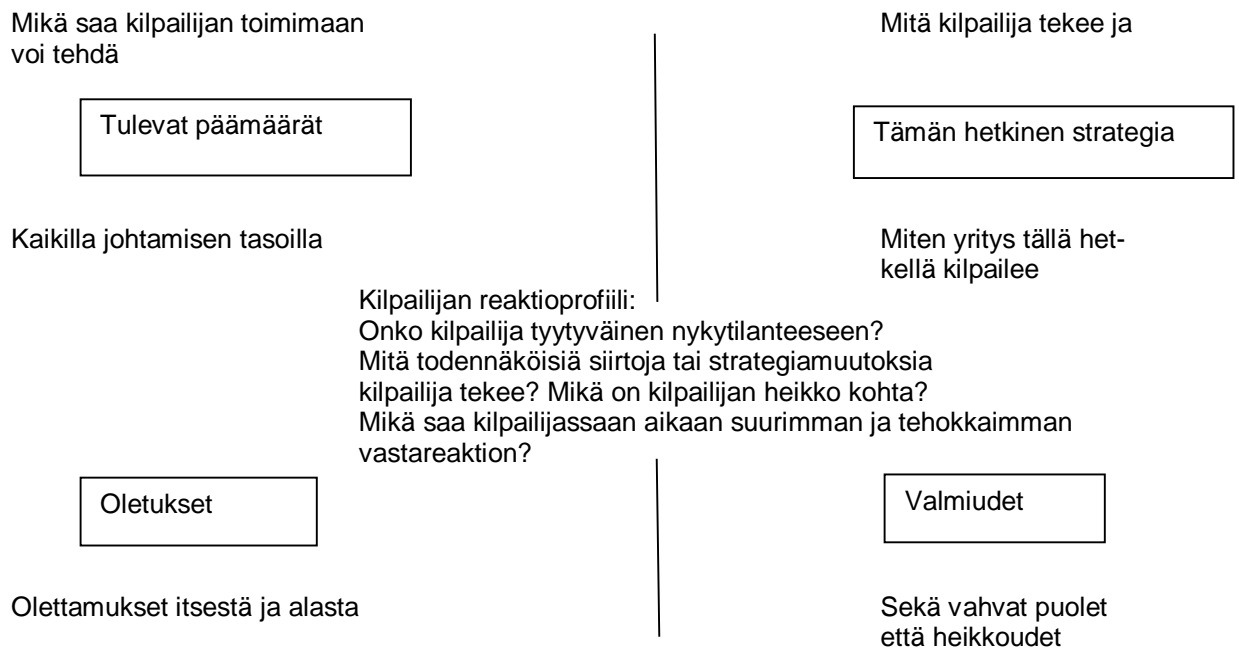 Mikä saa kilpailijan toimimaan
voi tehdä
Mitä kilpailija tekee ja
Tulevat päämäärät
Tämän hetkinen strategia
Kaikilla johtamisen tasoilla
Miten yritys tällä het-
kellä kilpailee
Kilpailijan reaktioprofiili:
Onko kilpailija tyytyväinen nykytilanteeseen?
Mitä todennäköisiä siirtoja tai strategiamuutoksia
kilpailija tekee? Mikä on kilpailijan heikko kohta?
Mikä saa kilpailijassaan aikaan suurimman ja tehokkaimman
vastareaktion?
Oletukset
Valmiudet
Olettamukset itsestä ja alasta
Sekä vahvat puolet
että heikkoudet